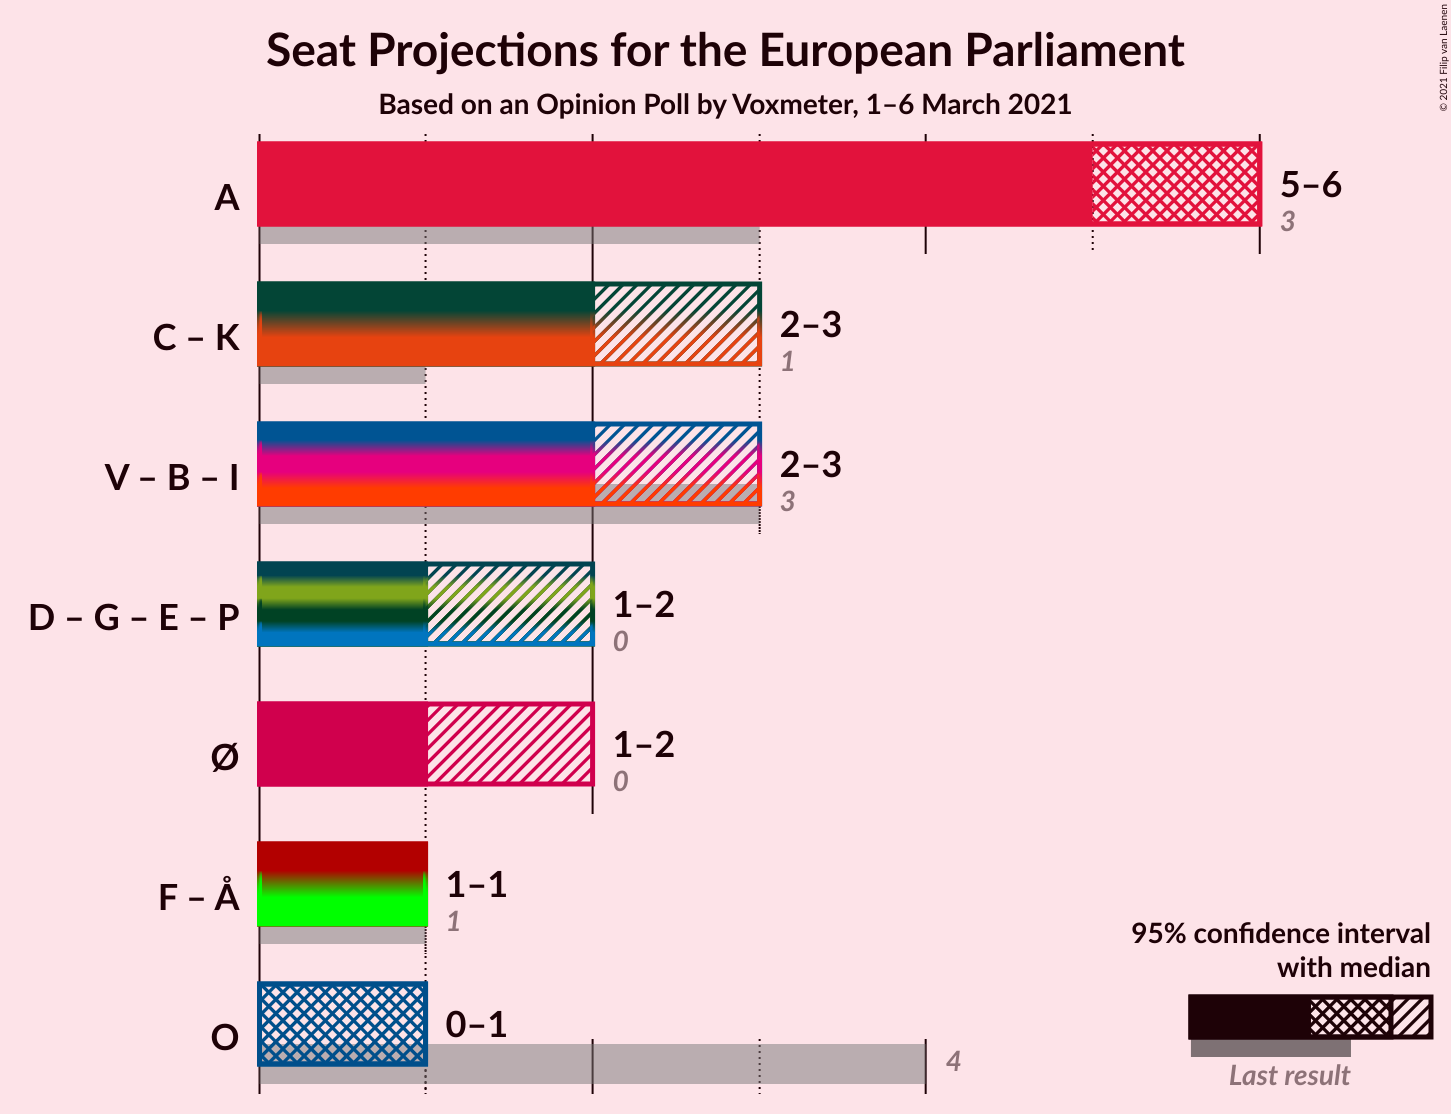 Seat Projections for the European Parliament
Based on an Opinion Poll by Voxmeter, 1–6 March 2021
© 2021 Filip van Laenen
A
5–6
3
C – K
2–3
1
V – B – I
2–3
3
D – G – E – P
1–2
0
Ø
1–2
0
F – Å
1–1
1
O
0–1
4
95% confidence interval
with median
Last result